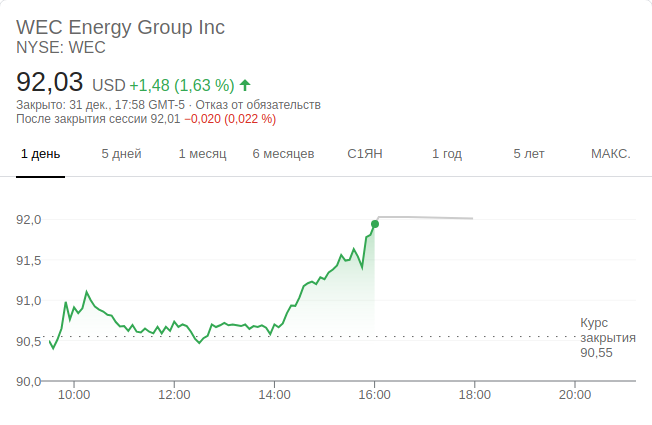 WEC Energy Group Inc
NYSE: WEC
92,03 USD +1,48 (1,63 %)
Закрыто: 31 дек., 17:58 GMT-5 · Отказ от обязательств
После закрытия сессии 92,01 −0,020 (0,022 %)
1 день 5 дней 1 месяц 6 месяцев С1ЯН 1 год 5 лет МАКС.
92,0
91,5
91,0
90,5
90,0
Курс
закрытия
90,55
10:00 12:00 14:00 16:00 18:00 20:00